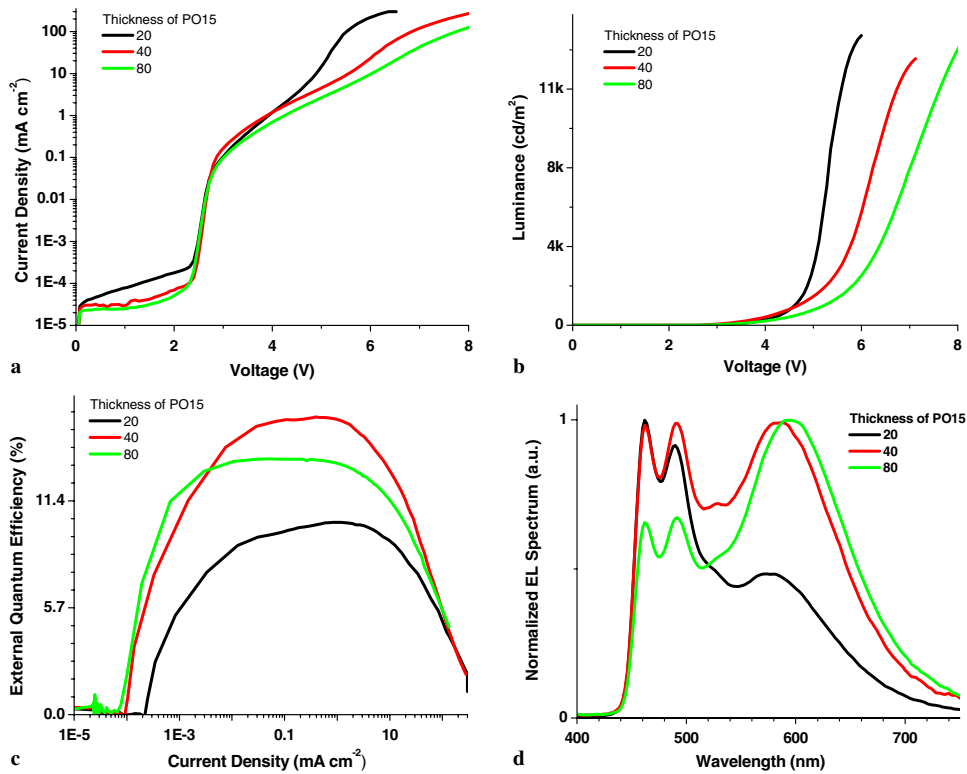 Thickness of PO15
20
40
80
100
10
1
0.1
0.01
1E-3
1E-4
1E-5
0
2
4
6
8
Current Density (mA cm-2)
Voltage (V)
a
Thickness of PO15
20
40
80
11k
8k
4k
0
0
2
4
6
8
Luminance (cd/m2)
Voltage (V)
b
Thickness of PO15
20
40
80
11.4
5.7
0.0
1E-5
1E-3
0.1
10
External Quantum Efficiency (%)
Current Density (mA cm-2)
c
Thickness of PO15
20
40
80
1
0
400
500
600
700
Normalized EL Spectrum (a.u.)
Wavelength (nm)
d